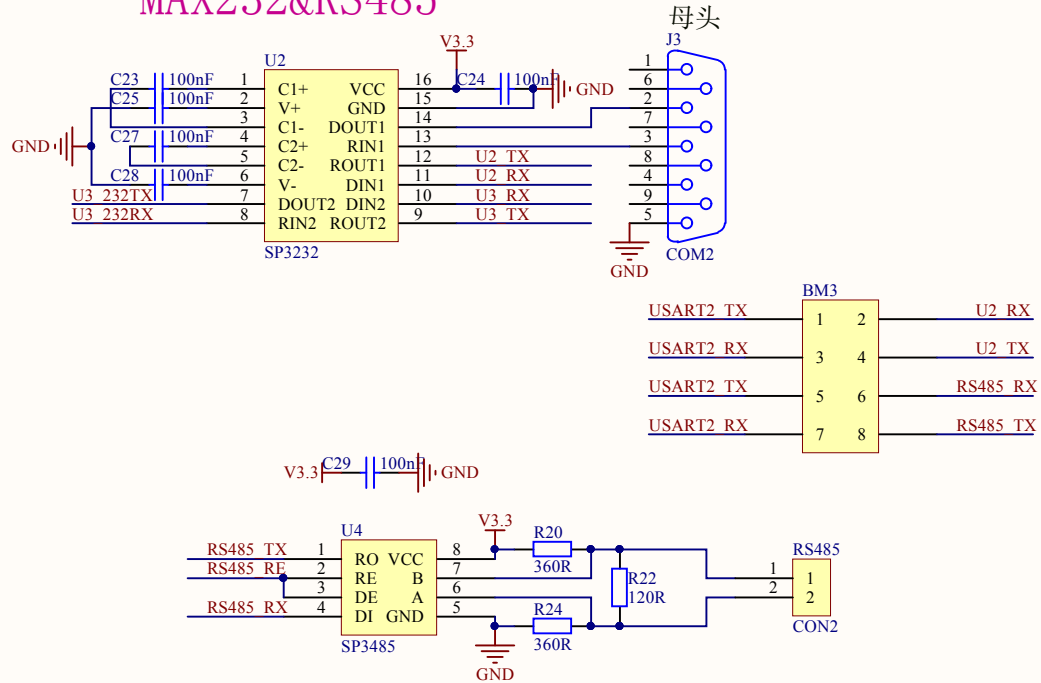 MAX232&RS485
母头
V3.3
J3
U2
C23 100nF 1 C1+ VCC 16 C24 100nF GND 1
6
C25 100nF 2 V+ GND 15 2
3 C1- DOUT1 14 7
GND C27 100nF 4 C2+ RIN1 13 3
5 C2- ROUT1 12 U2_TX 8
C28 100nF 6 V- DIN1 11 U2_RX 4
U3_232TX 7 DOUT2 DIN2 10 U3_RX 9
U3_232RX 8 RIN2 ROUT2 9 U3_TX 5
SP3232 COM2
GND
BM3
USART2_TX 1 2 U2_RX
USART2_RX 3 4 U2_TX
USART2_TX 5 6 RS485_RX
USART2_RX 7 8 RS485_TX
V3.3 C29 100nF GND
U4 V3.3 R20
RS485_TX 1 RO VCC 8 360R RS485
RS485_RE 2 RE B 7 R22 1 1
3 DE A 6 120R 2 2
RS485_RX 4 DI GND 5 R24 CON2
SP3485 360R
GND